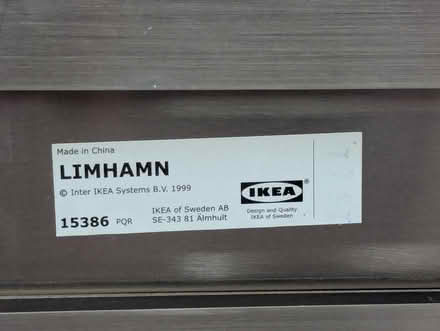 Made in China
LIMHAMN
© Inter IKEA Systems B.V. 1999
15386 PQR
IKEA of Sweden AB
SE-343 81 Älmhult
IKEA®
Design and Quality
IKEA of Sweden